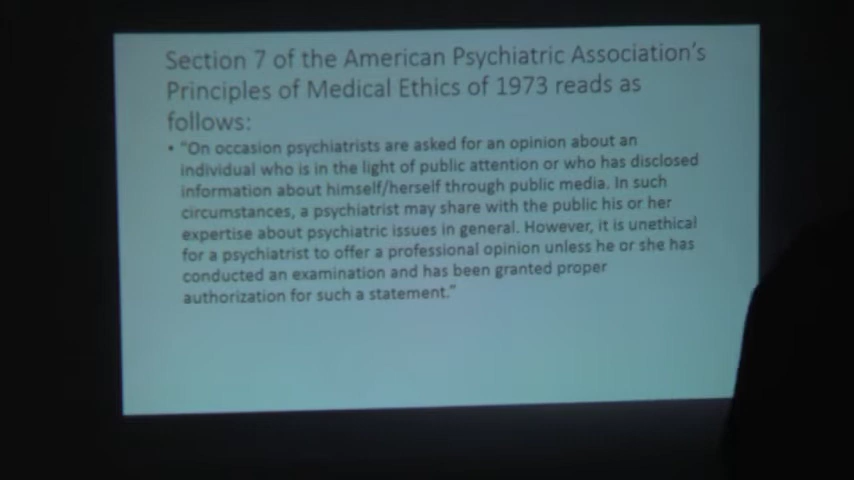 Section 7 of the American Psychiatric Association's
Principles of Medical Ethics of 1973 reads as
follows:
• "On occasion psychiatrists are asked for an opinion about an
individual who is in the light of public attention or who has disclosed
information about himself/herself through public media. In such
circumstances, a psychiatrist may share with the public his or her
expertise about psychiatric issues in general. However, it is unethical
for a psychiatrist to offer a professional opinion unless he or she has
conducted an examination and has been granted proper
authorization for such a statement."